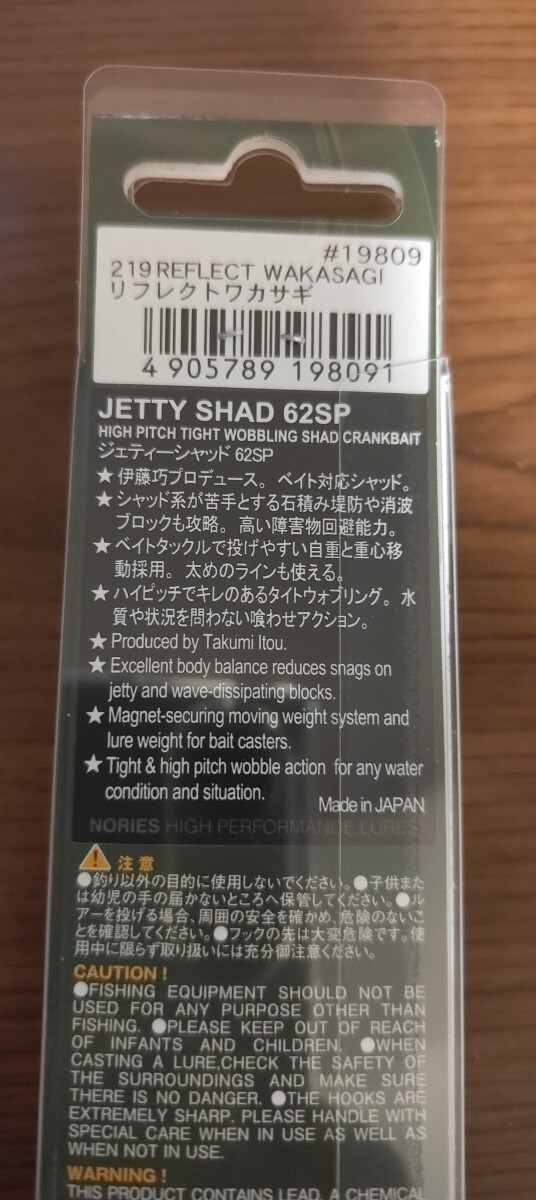 #19809
219 REFLECT WAKASAGI
リフレクトワカサギ
4 905789 198091
JETTY SHAD 62SP
HIGH PITCH TIGHT WOBBLING SHAD CRANKBAIT
ジェティーシャッド 62SP
★伊藤巧プロデュース。ベイト対応シャッド。
★シャッド系が苦手とする石積み堤防や消波
ブロックも攻略。高い障害物回避能力。
★ベイトタックルで投げやすい自重と重心移
動採用。太めのラインも使える。
★ハイピッチでキレのあるタイトウォブリング。水
質や状況を問わない喰わせアクション。
★ Produced by Takumi Itou.
★ Excellent body balance reduces snags on
jetty and wave-dissipating blocks.
★ Magnet-securing moving weight system and
lure weight for bait casters.
★ Tight & high pitch wobble action for any water
condition and situation.
Made in JAPAN
NORIES HIGH PERFORMANCE LURES
注意
●釣り以外の目的に使用しないでください。●子供また
は幼児の手の届かないところへ保管してください。●ル
アーを投げる場合、周囲の安全を確かめ、危険のないこ
とを確認してください。●フックの先は大変危険です。使
用中に限らず取り扱いには充分御注意ください。
CAUTION !
●FISHING EQUIPMENT SHOULD NOT BE
USED FOR ANY PURPOSE OTHER THAN
FISHING. ●PLEASE KEEP OUT OF REACH
OF INFANTS AND CHILDREN. ●WHEN
CASTING A LURE,CHECK THE SAFETY OF
THE SURROUNDINGS AND MAKE SURE
THERE IS NO DANGER. ●THE HOOKS ARE
EXTREMELY SHARP. PLEASE HANDLE WITH
SPECIAL CARE WHEN IN USE AS WELL AS
WHEN NOT IN USE.
WARNING !
THIS PRODUCT CONTAINS LEAD, A CHEMICAL